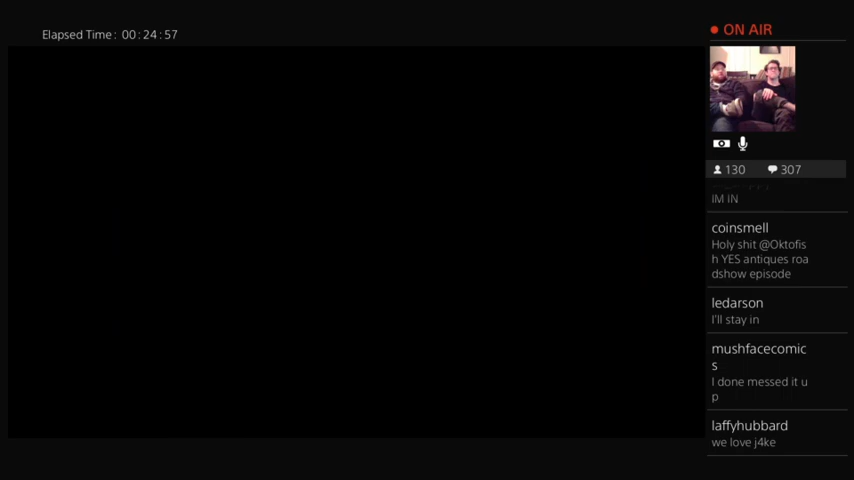 Elapsed Time: 00:24:57
ON AIR
130 307
IM IN
coinsmell
Holy shit @Oktofis
h YES antiques roa
dshow episode
ledarson
I'll stay in
mushfacecomic
s
I done messed it u
p
laffyhubbard
we love j4ke